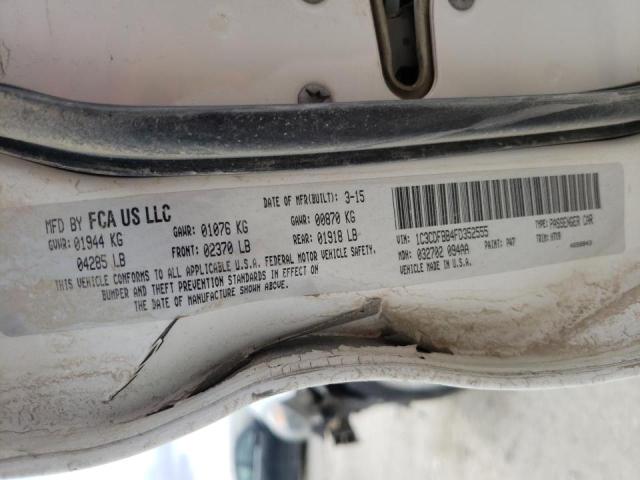 MFD BY FCA US LLC
DATE OF MFR(BUILT): 3-15
GVWR: 01944 KG
GAWR: 01076 KG
GAWR: 00870 KG
04285 LB
FRONT: 02370 LB
REAR: 01918 LB
THIS VEHICLE CONFORMS TO ALL APPLICABLE U.S.A. FEDERAL MOTOR VEHICLE SAFETY,
BUMPER AND THEFT PREVENTION STANDARDS IN EFFECT ON
THE DATE OF MANUFACTURE SHOWN ABOVE.
VIN: 1C3CDFBB4FD352555
TYPE: PASSENGER CAR
MDH: 032702 094AA
PAINT: PW7
VEHICLE MADE IN U.S.A.